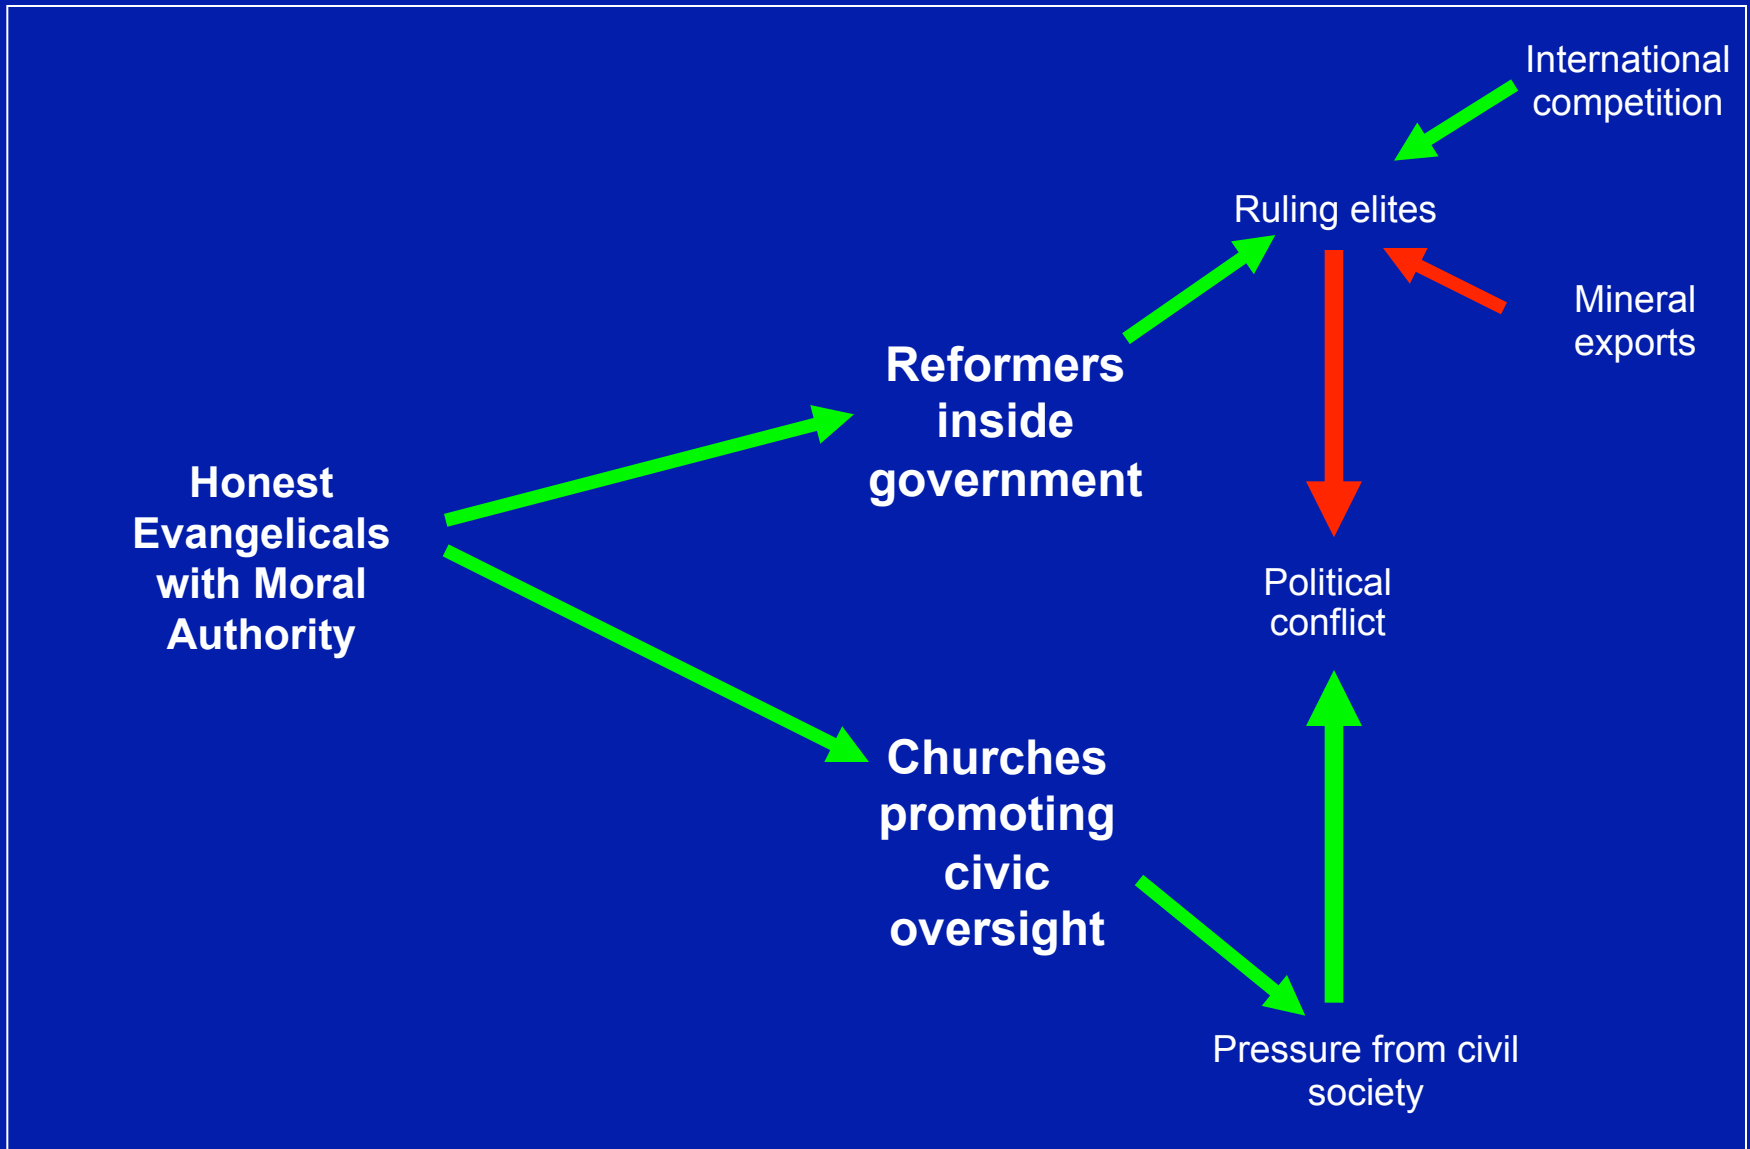 International
competition
Ruling elites
Mineral
exports
Reformers
inside
government
Honest
Evangelicals
with Moral
Authority
Political
conflict
Churches
promoting
civic
oversight
Pressure from civil
society